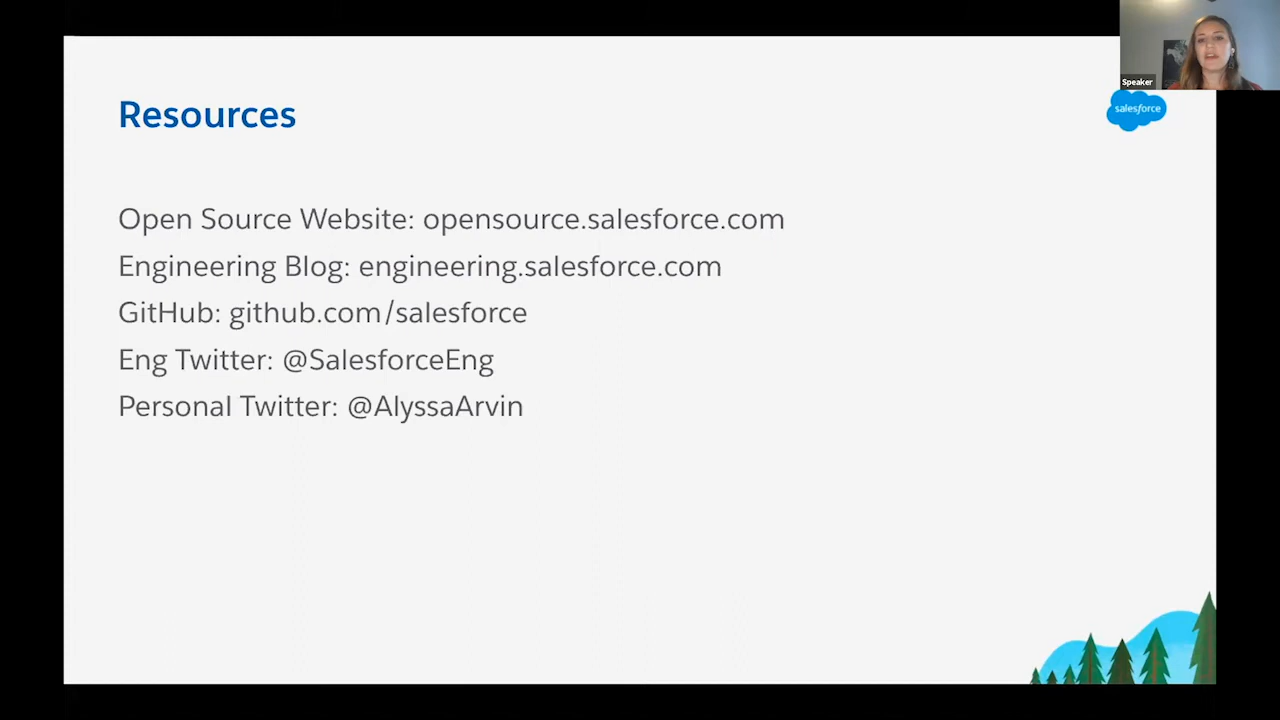 Speaker
salesforce
Resources
Open Source Website: opensource.salesforce.com
Engineering Blog: engineering.salesforce.com
GitHub: github.com/salesforce
Eng Twitter: @SalesforceEng
Personal Twitter: @AlyssaArvin